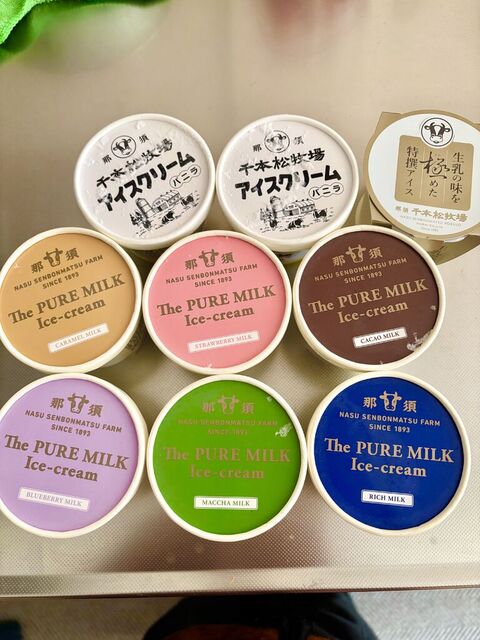 那須
千本松牧場
アイスクリーム
バニラ
那須
千本松牧場
アイスクリーム
バニラ
生乳の味を
極めた
特撰アイス
那須 千本松牧場
NASU SENBONMATSU BOKUJO
SINCE 1893
那須
NASU SENBONMATSU FARM
SINCE 1893
The PURE MILK
Ice-cream
CARAMEL MILK
那須
NASU SENBONMATSU FARM
SINCE 1893
The PURE MILK
Ice-cream
STRAWBERRY MILK
那須
NASU SENBONMATSU FARM
SINCE 1893
The PURE MILK
Ice-cream
CACAO MILK
那須
NASU SENBONMATSU FARM
SINCE 1893
The PURE MILK
Ice-cream
BLUEBERRY MILK
那須
NASU SENBONMATSU FARM
SINCE 1893
The PURE MILK
Ice-cream
MACCHA MILK
那須
NASU SENBONMATSU FARM
SINCE 1893
The PURE MILK
Ice-cream
RICH MILK